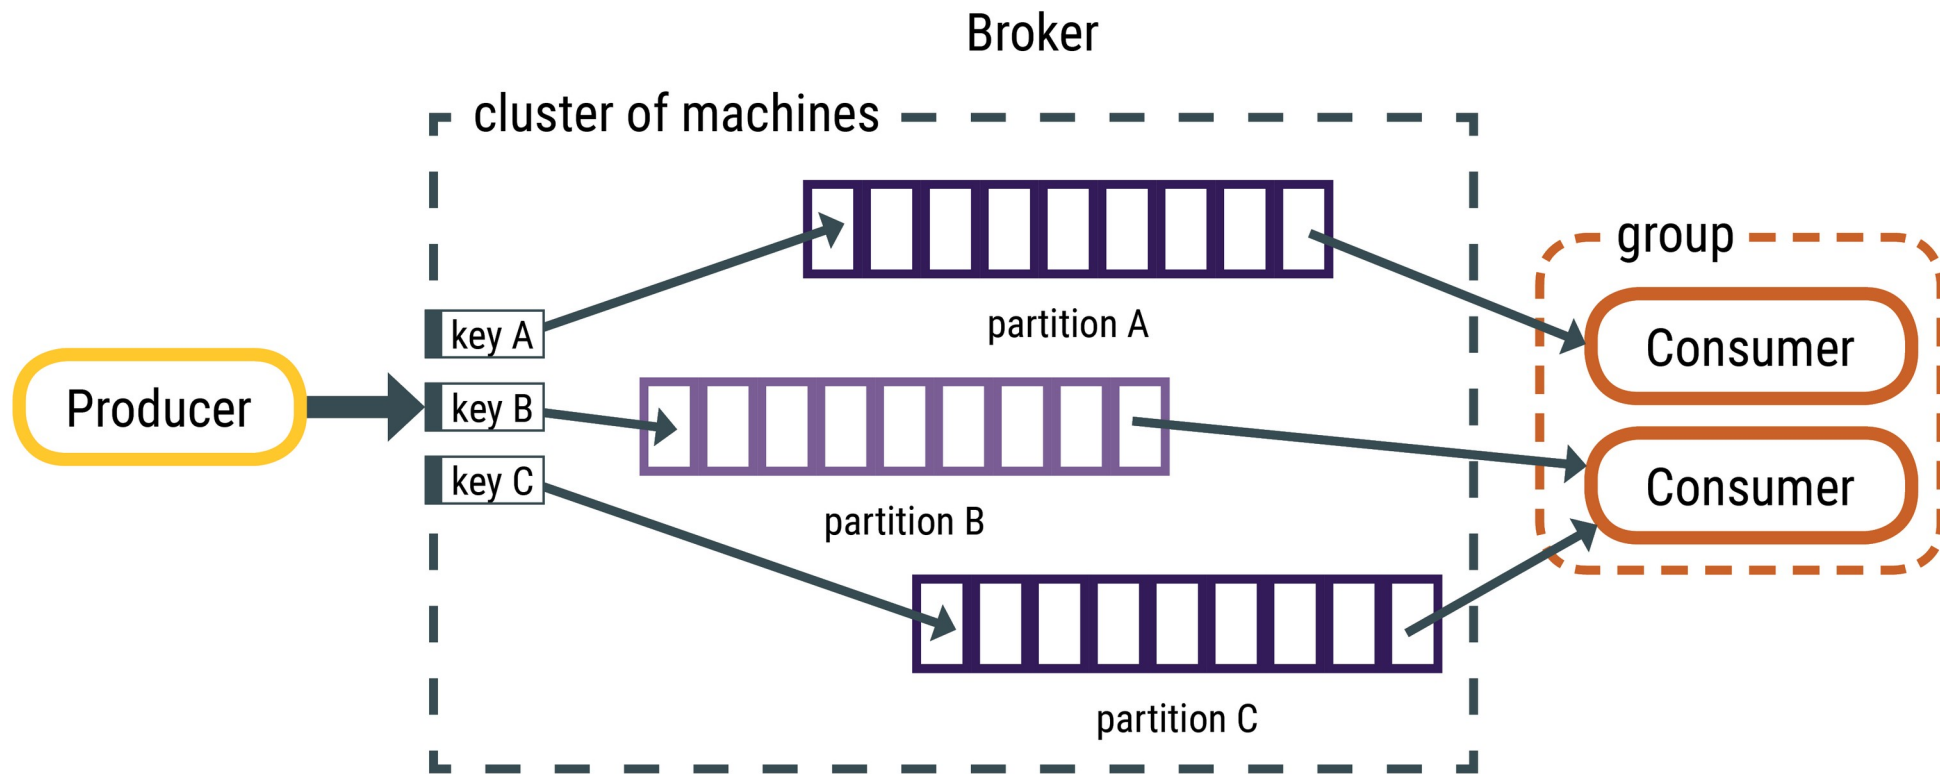 Broker
cluster of machines
group
key A
partition A
Consumer
Producer
key B
key C
Consumer
partition B
partition C